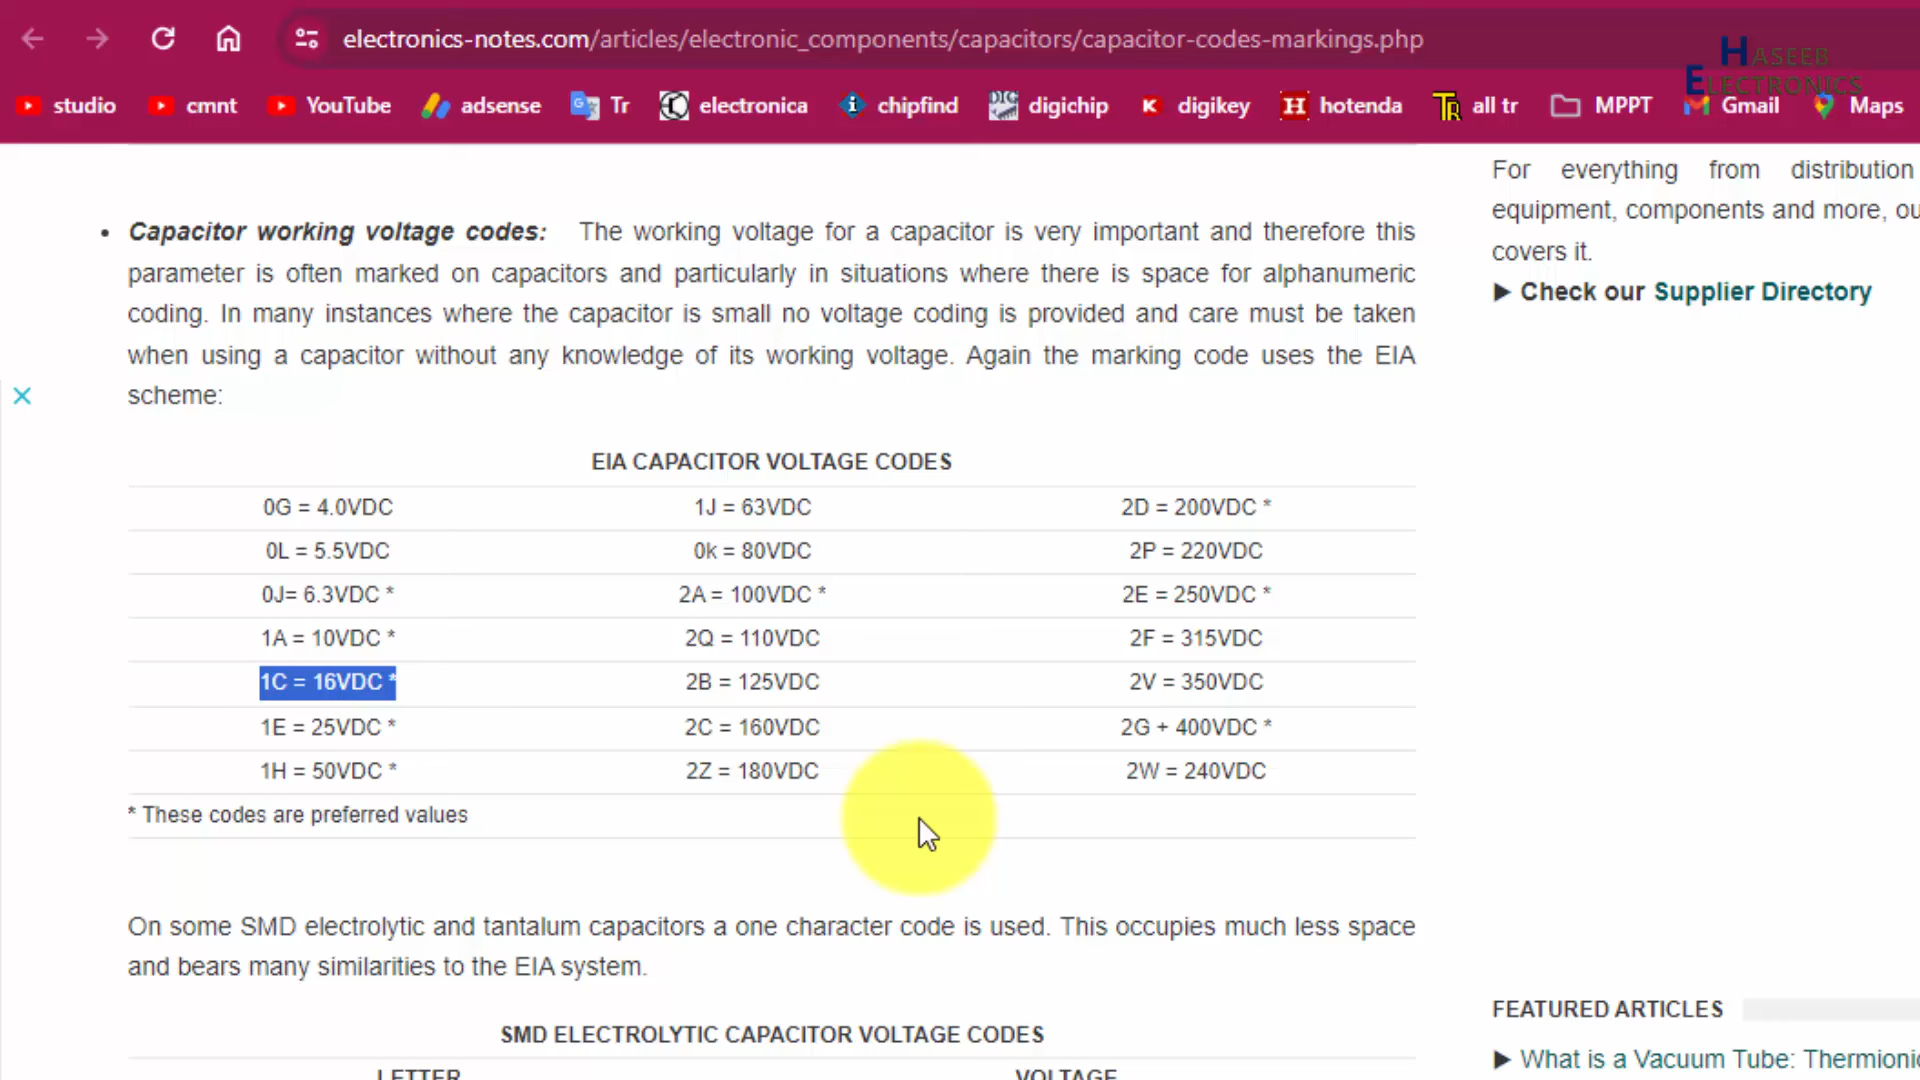 electronics-notes.com/articles/electronic_components/capacitors/capacitor-codes-markings.php
HASEEB
ELECTRONICS
studio cmnt YouTube adsense Tr electronica chipfind digichip digikey hotenda all tr MPPT Gmail Maps
• Capacitor working voltage codes: The working voltage for a capacitor is very important and therefore this
parameter is often marked on capacitors and particularly in situations where there is space for alphanumeric
coding. In many instances where the capacitor is small no voltage coding is provided and care must be taken
when using a capacitor without any knowledge of its working voltage. Again the marking code uses the EIA
scheme:
EIA CAPACITOR VOLTAGE CODES
0G = 4.0VDC 1J = 63VDC 2D = 200VDC *
0L = 5.5VDC 0k = 80VDC 2P = 220VDC
0J= 6.3VDC * 2A = 100VDC * 2E = 250VDC *
1A = 10VDC * 2Q = 110VDC 2F = 315VDC
1C = 16VDC * 2B = 125VDC 2V = 350VDC
1E = 25VDC * 2C = 160VDC 2G + 400VDC *
1H = 50VDC * 2Z = 180VDC 2W = 240VDC
* These codes are preferred values
On some SMD electrolytic and tantalum capacitors a one character code is used. This occupies much less space
and bears many similarities to the EIA system.
SMD ELECTROLYTIC CAPACITOR VOLTAGE CODES
LETTER VOLTAGE
For everything from distribution
equipment, components and more, ou
covers it.
▶ Check our Supplier Directory
FEATURED ARTICLES
▶ What is a Vacuum Tube: Thermionic